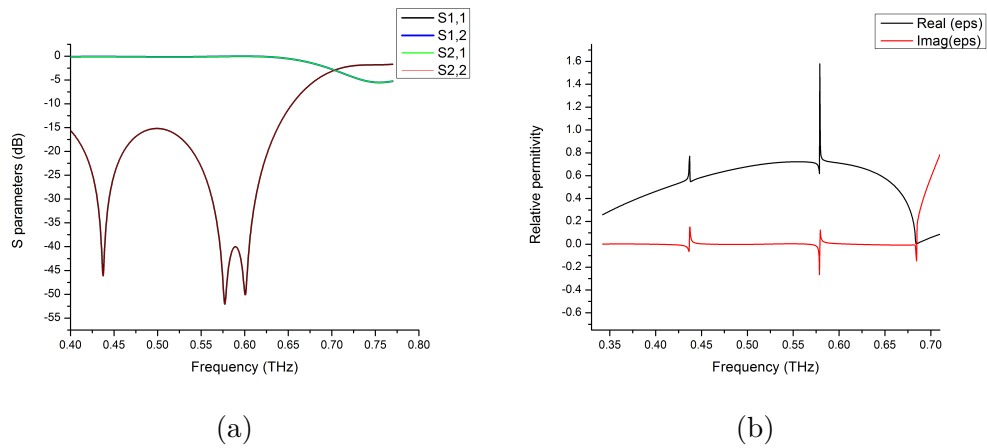 S1,1
S1,2
S2,1
S2,2
0
-5
-10
-15
-20
-25
-30
-35
-40
-45
-50
-55
S parameters (dB)
0.40 0.45 0.50 0.55 0.60 0.65 0.70 0.75 0.80
Frequency (THz)
(a)
Real (eps)
Imag(eps)
1.6
1.4
1.2
1.0
0.8
0.6
0.4
0.2
0.0
-0.2
-0.4
-0.6
Relative permitivity
0.35 0.40 0.45 0.50 0.55 0.60 0.65 0.70
Frequency (THz)
(b)